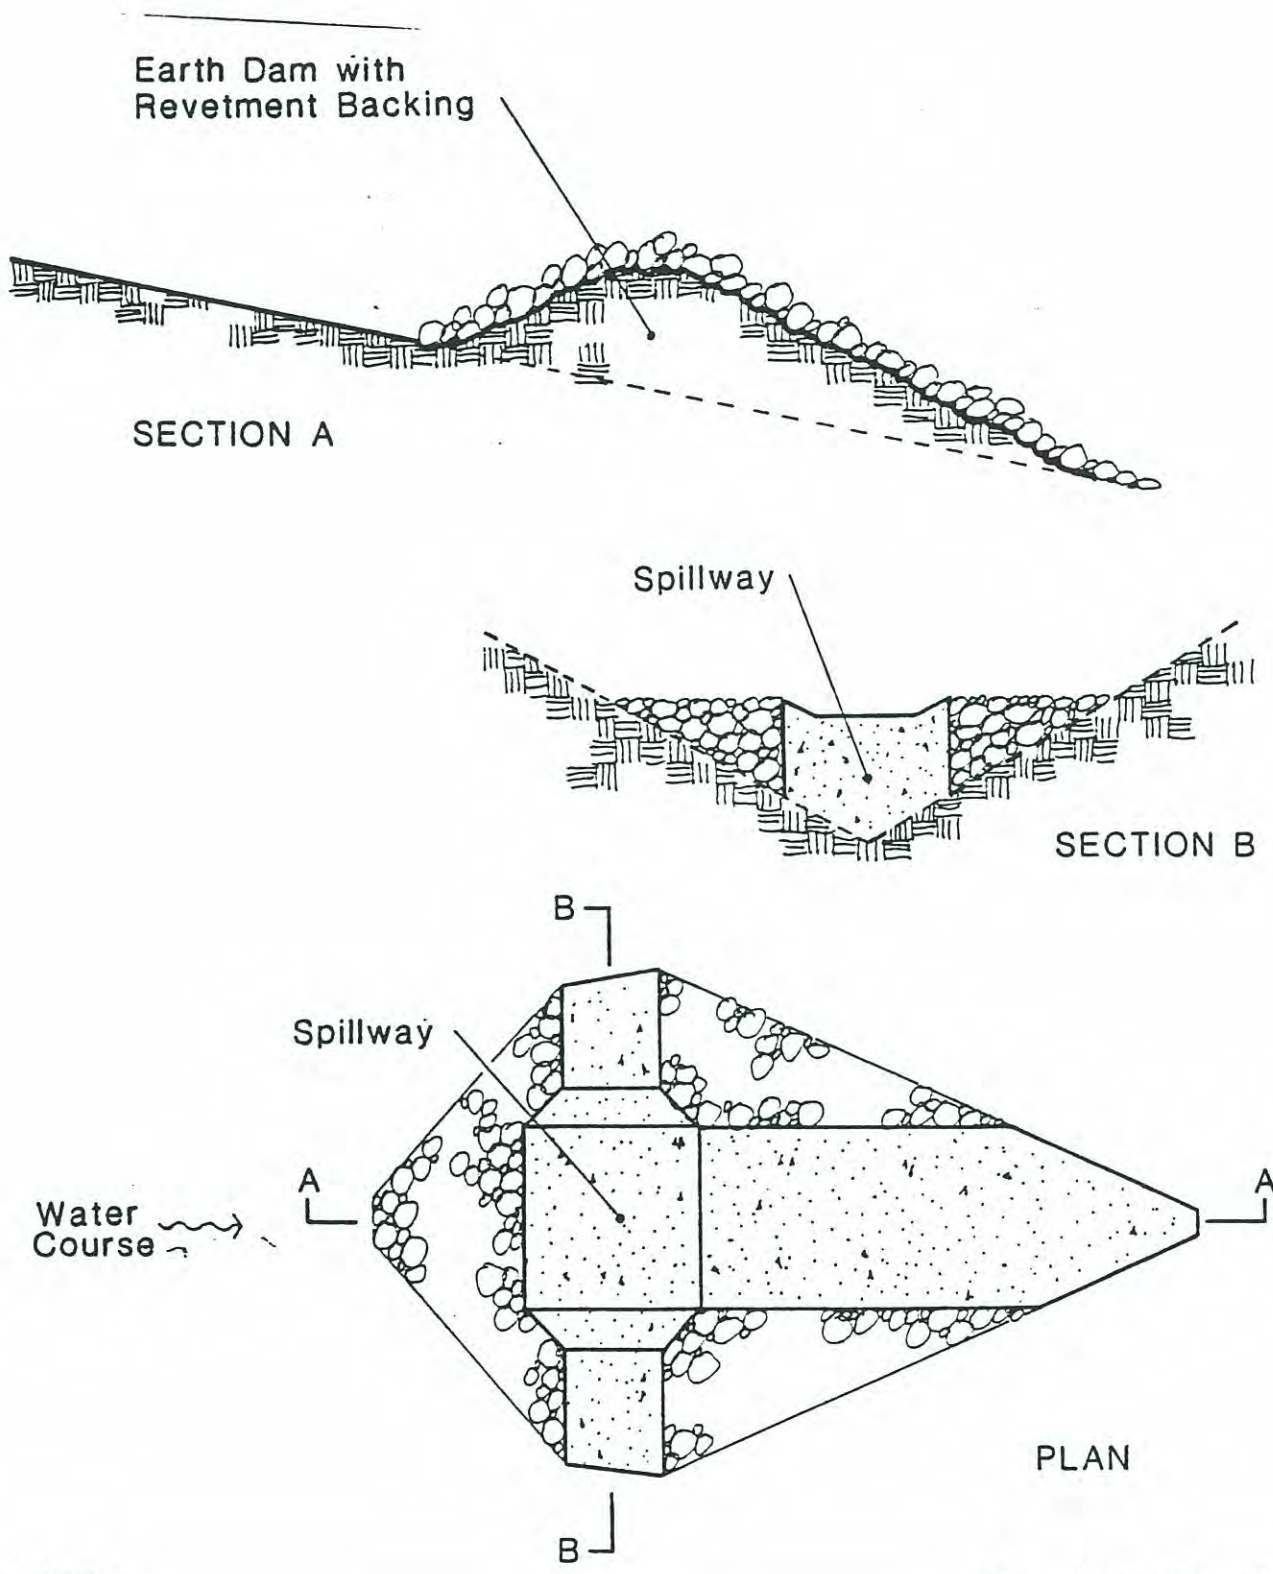 Earth Dam with
Revetment Backing
SECTION A
Spillway
SECTION B
B
Spillway
A
A
Water
Course
PLAN
B